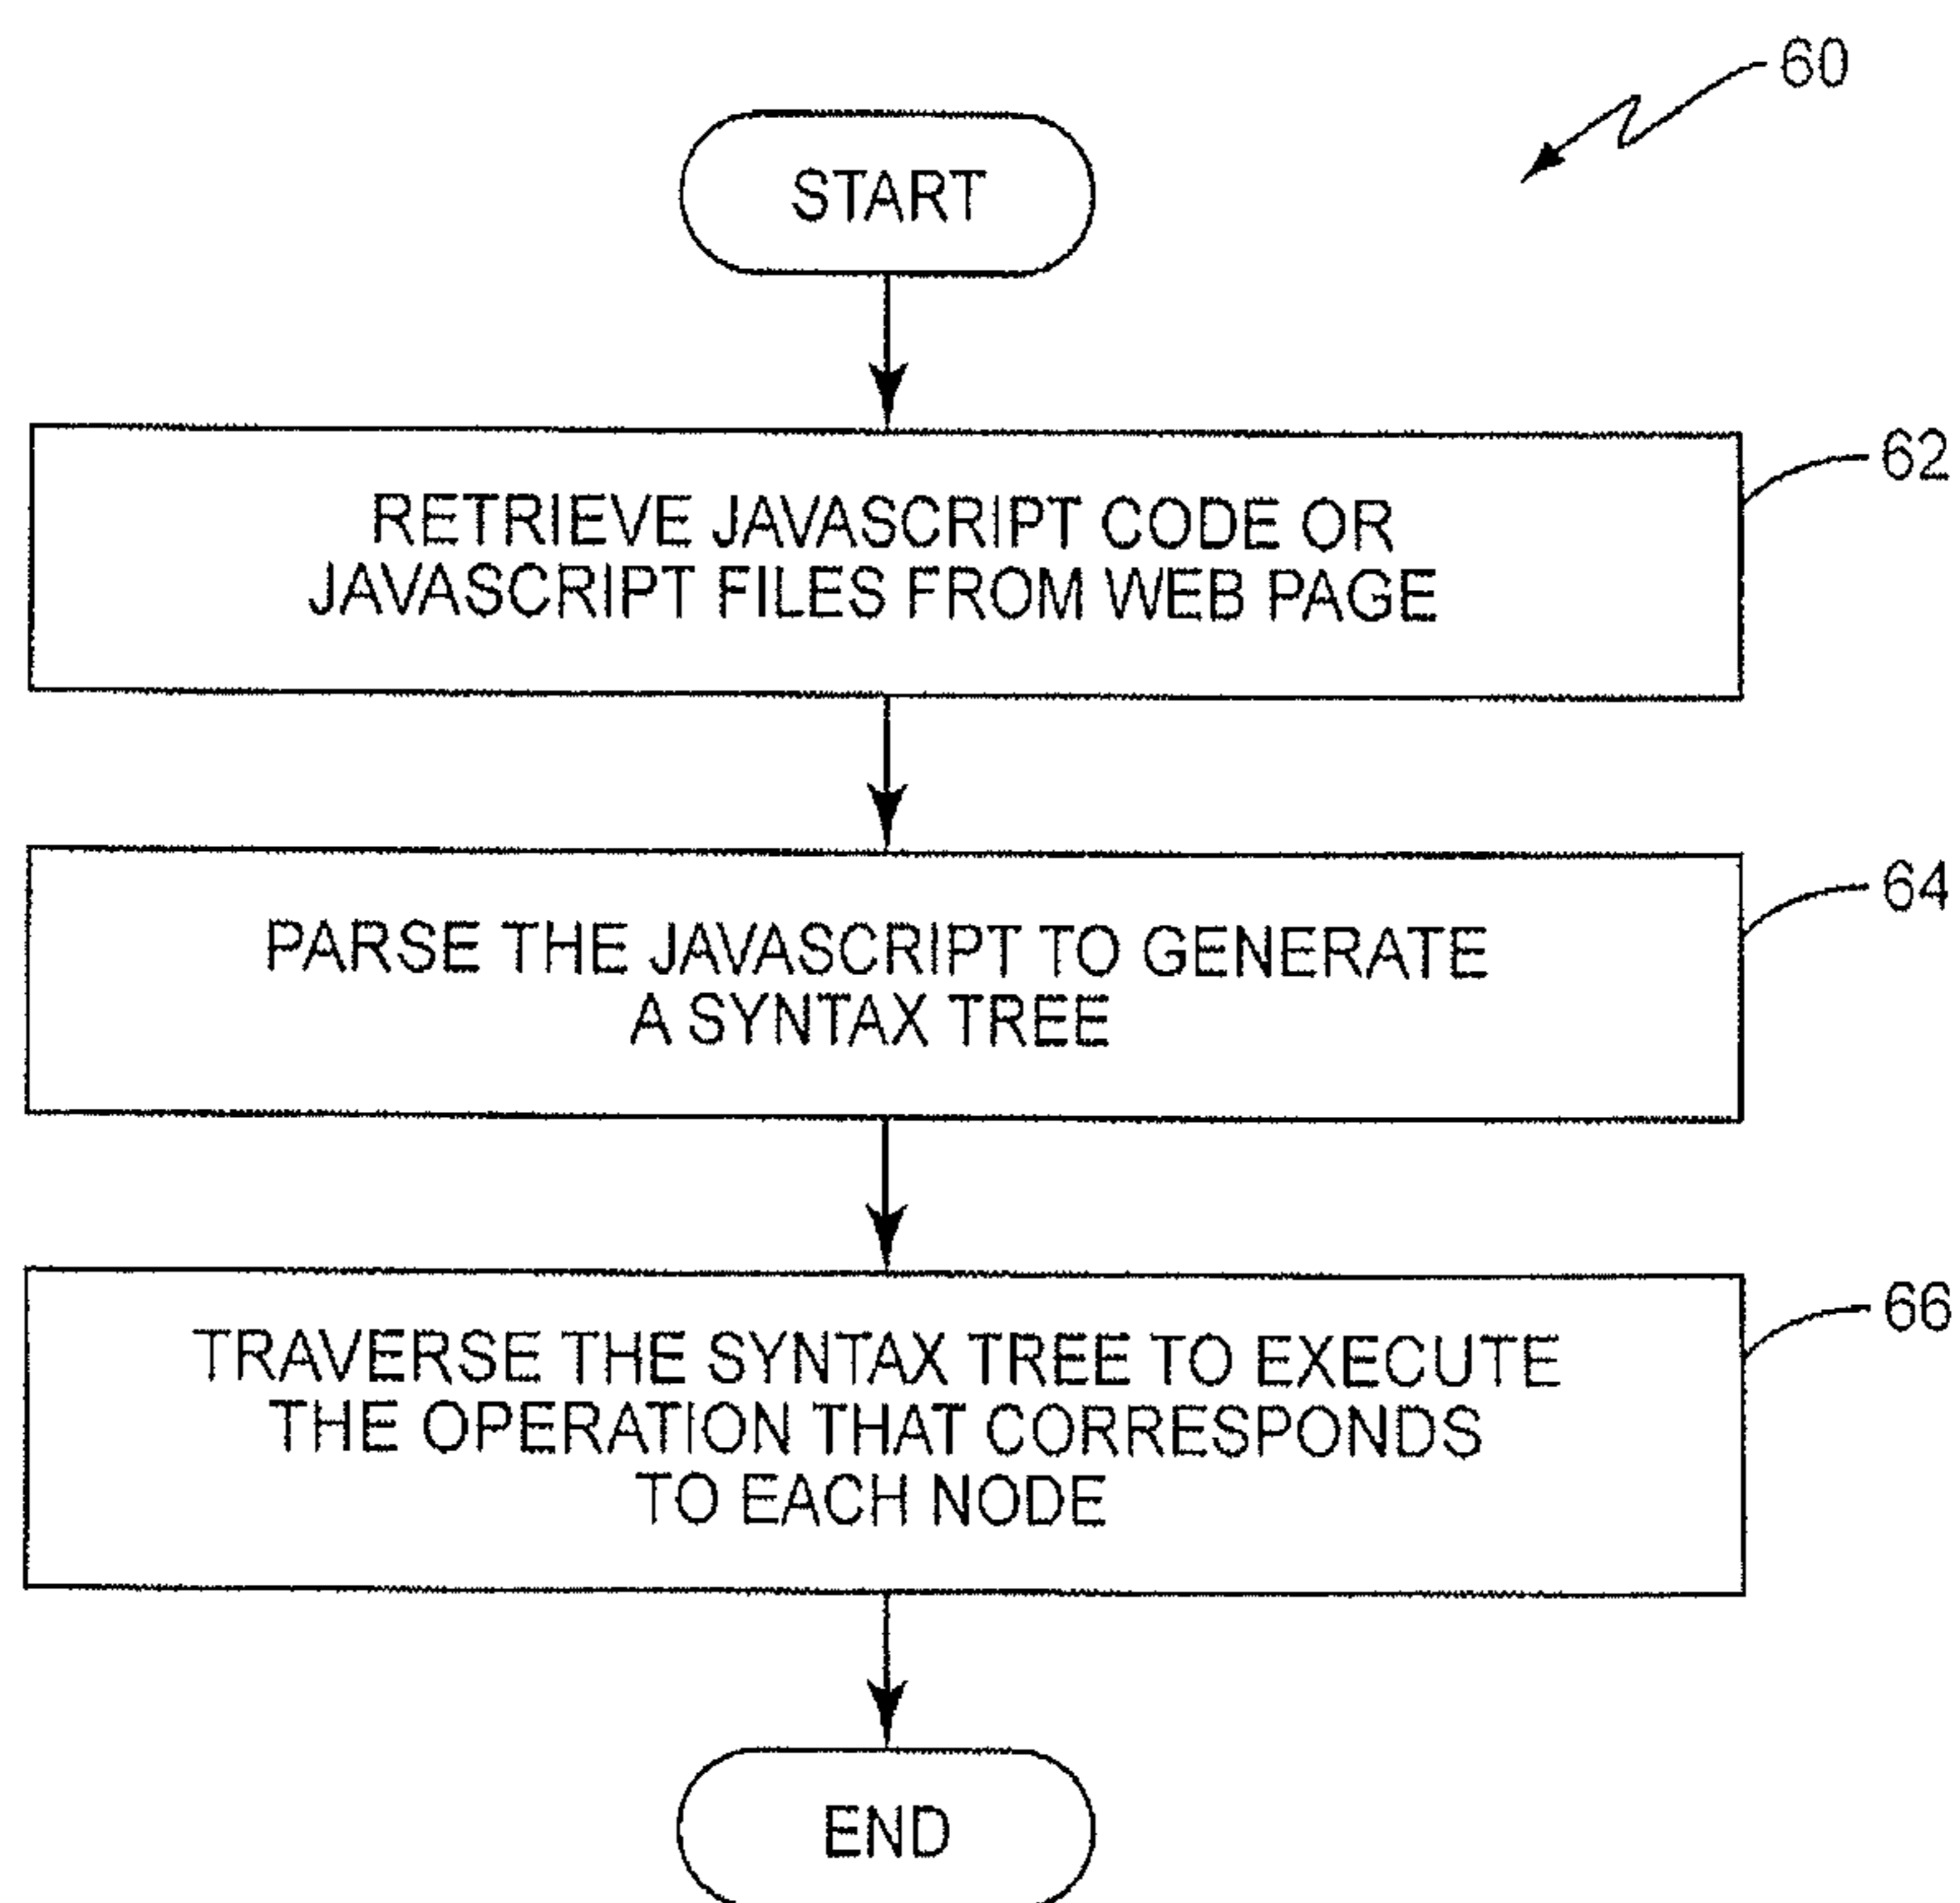 60
START
62
RETRIEVE JAVASCRIPT CODE OR
JAVASCRIPT FILES FROM WEB PAGE
64
PARSE THE JAVASCRIPT TO GENERATE
A SYNTAX TREE
66
TRAVERSE THE SYNTAX TREE TO EXECUTE
THE OPERATION THAT CORRESPONDS
TO EACH NODE
END